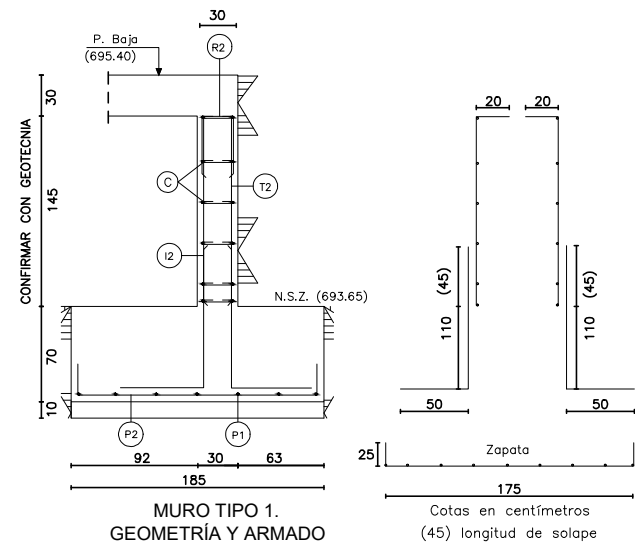 30
P. Baja
(695.40)
R2
20 20
30
C
T2
CONFIRMAR CON GEOTECNIA
145
I2
(45)
(45)
N.S.Z. (693.65)
110
110
70
50
50
10
P2
P1
Zapata
25
92 30 63
185
175
MURO TIPO 1.
GEOMETRÍA Y ARMADO
Cotas en centímetros
(45) longitud de solape